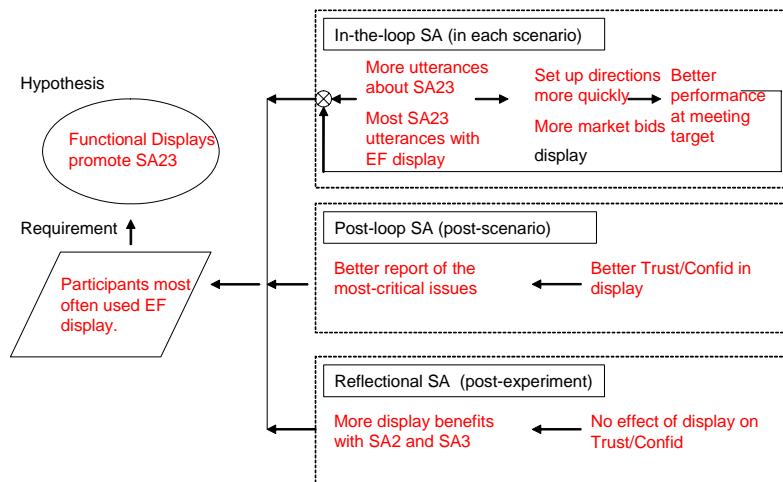 In-the-loop SA (in each scenario)
Hypothesis
Functional Displays
promote SA23
More utterances
about SA23
Most SA23
utterances with
EF display
Set up directions
more quickly
More market bids
display
Better
performance
at meeting
target
Requirement
Participants most
often used EF
display.
Post-loop SA (post-scenario)
Better report of the
most-critical issues
Better Trust/Confid in
display
Reflectional SA  (post-experiment)
More display benefits
with SA2 and SA3
No effect of display on
Trust/Confid